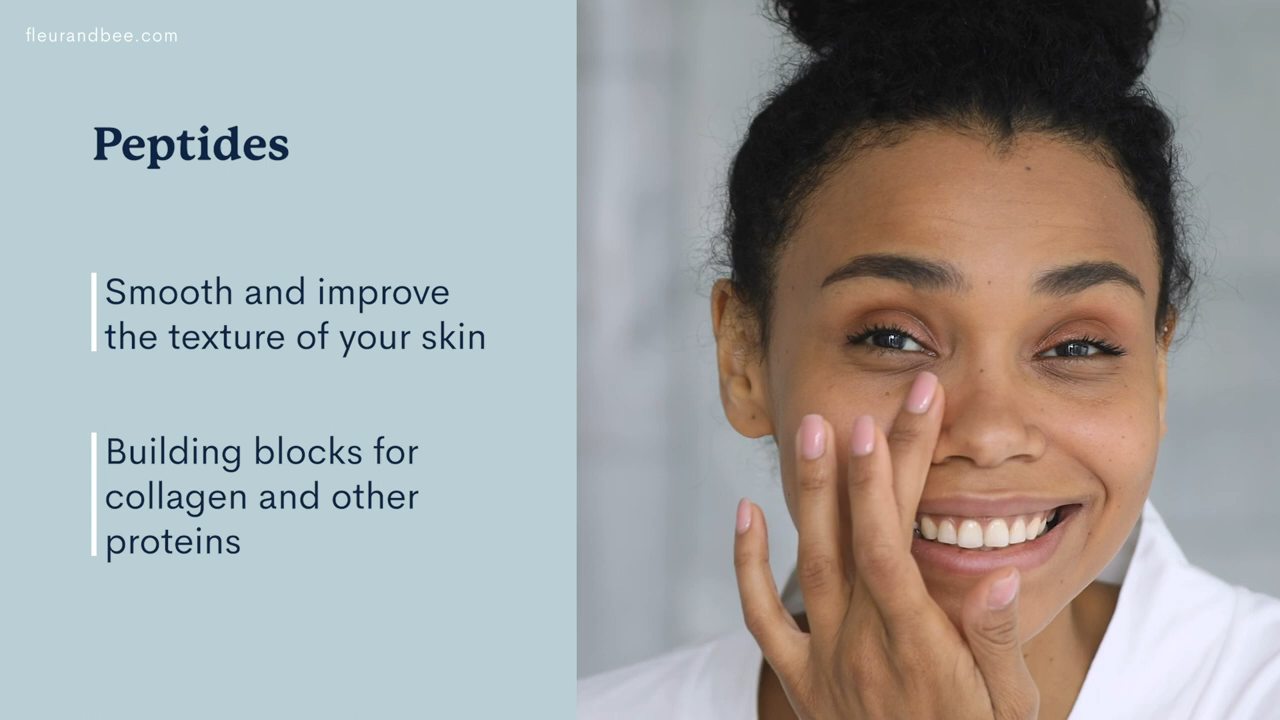 fleurandbee.com
Peptides
Smooth and improve
the texture of your skin
Building blocks for
collagen and other
proteins